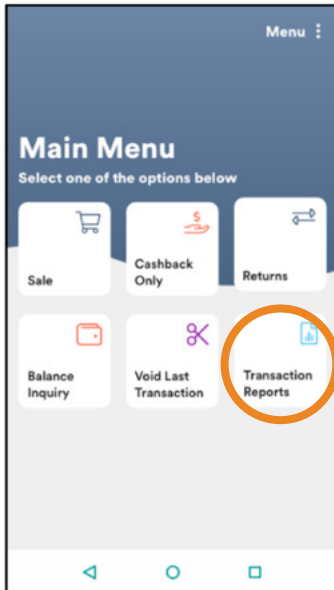 Menu
Main Menu
Select one of the options below
Sale
Cashback
Only
Returns
Balance
Inquiry
Void Last
Transaction
Transaction
Reports